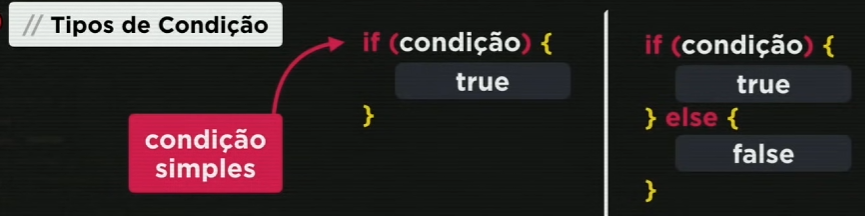 // Tipos de Condição
condição
simples
if (condição) {
true
}
if (condição) {
true
} else {
false
}